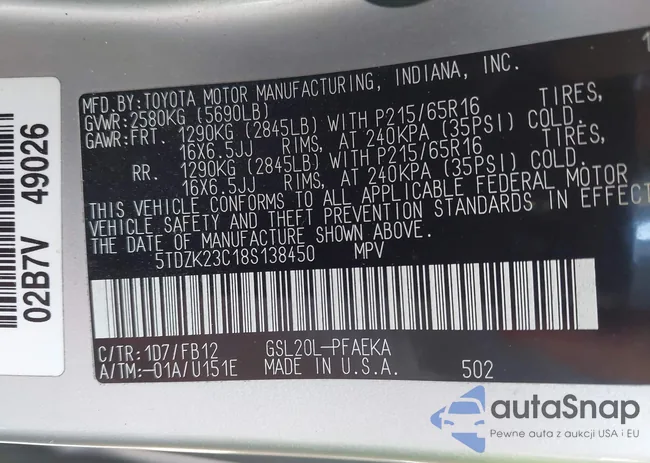 02B7V 49026
MFD.BY:TOYOTA MOTOR MANUFACTURING, INDIANA, INC.
GVWR:2580KG (5690LB)
GAWR:FRT. 1290KG (2845LB) WITH P215/65R16 TIRES,
16X6.5JJ RIMS, AT 240KPA (35PSI) COLD.
RR. 1290KG (2845LB) WITH P215/65R16 TIRES,
16X6.5JJ RIMS, AT 240KPA (35PSI) COLD.
THIS VEHICLE CONFORMS TO ALL APPLICABLE FEDERAL MOTOR
VEHICLE SAFETY AND THEFT PREVENTION STANDARDS IN EFFECT
THE DATE OF MANUFACTURE SHOWN ABOVE.
5TDZK23C18S138450 MPV
C/TR: 1D7/FB12 GSL20L-PFAEKA
A/TM:-01A/U151E MADE IN U.S.A. 502
autaSnap
Pewne auta z aukcji USA i EU